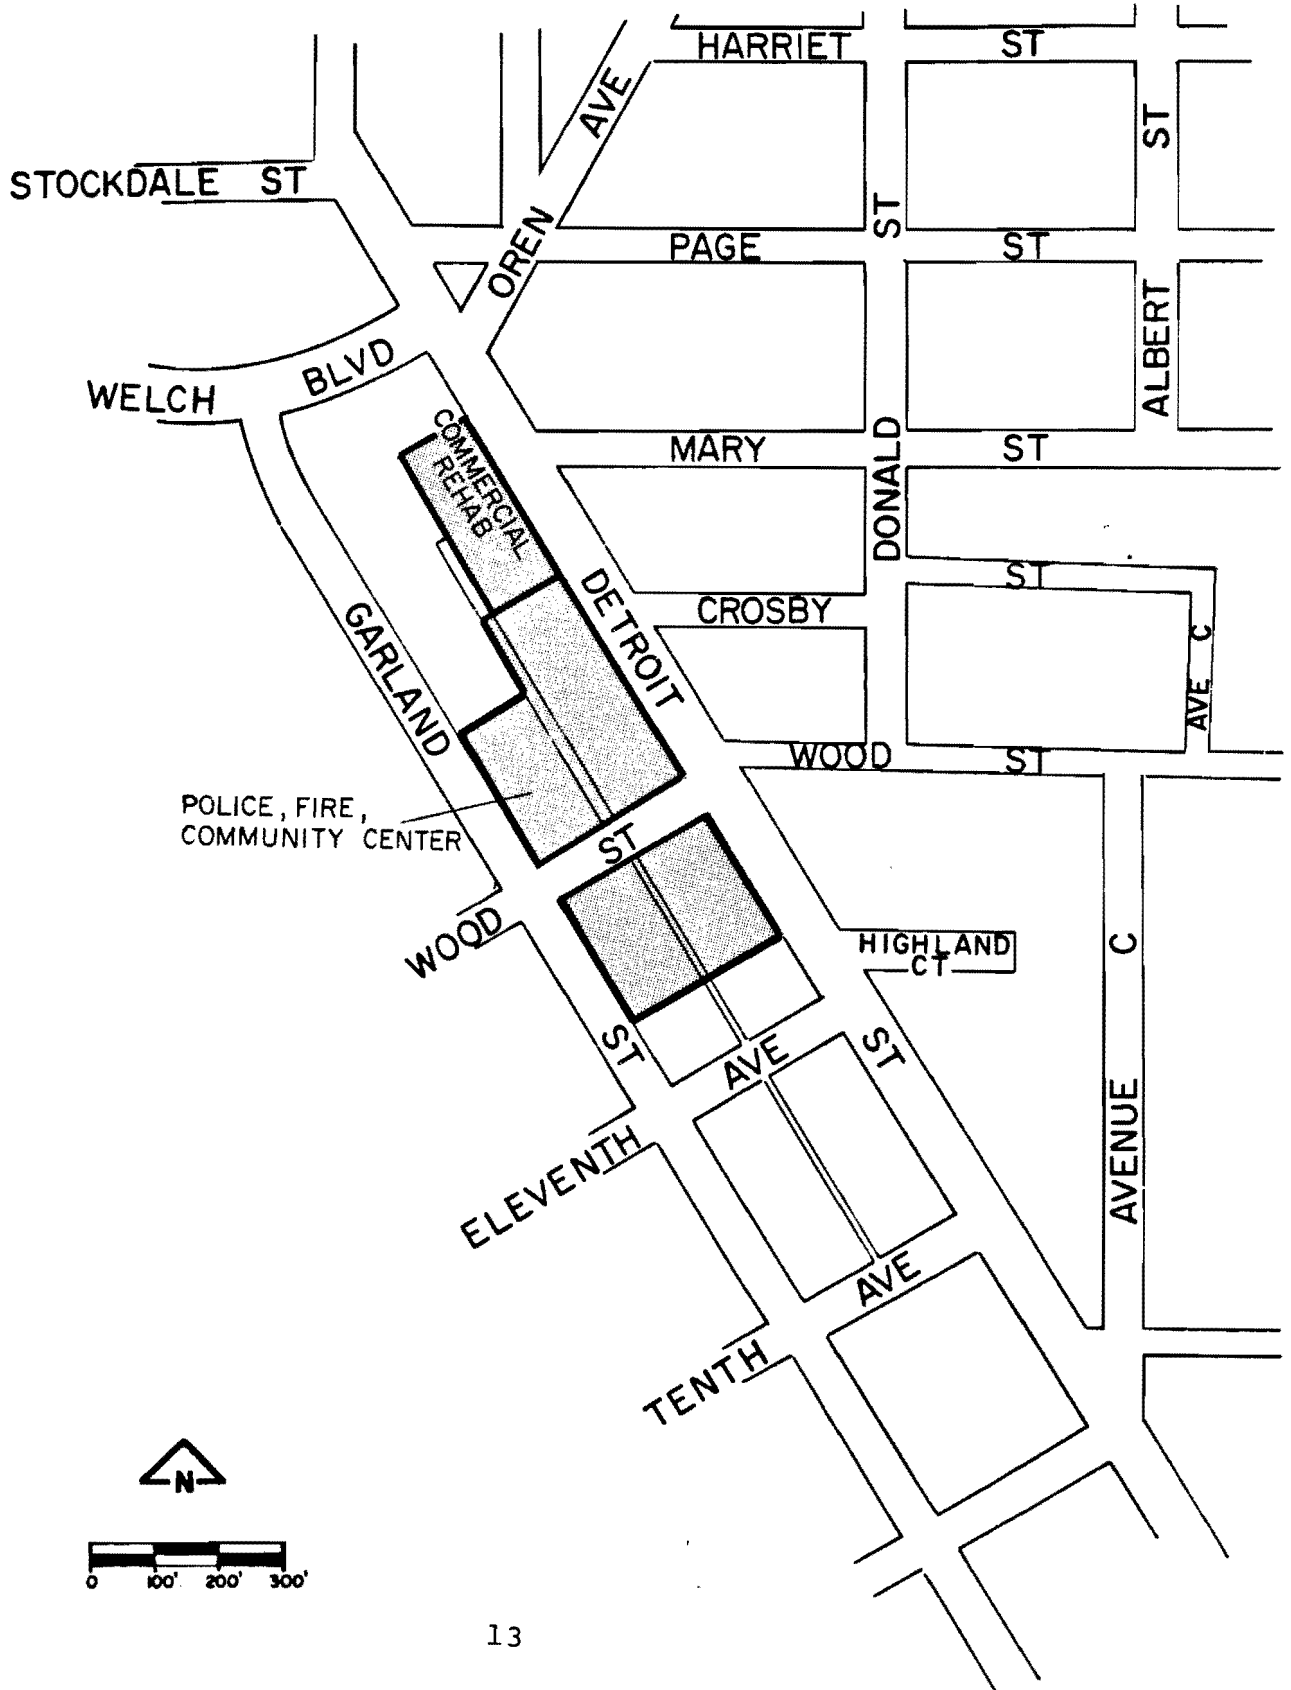 HARRIET ST
AVE
ST
STOCKDALE ST
ST
PAGE ST
OREN
ALBERT
BLVD
WELCH
COMMERCIAL
REHAB
MARY ST
DONALD
ST
DETROIT
CROSBY
GARLAND
AVE C
WOOD ST
POLICE, FIRE,
COMMUNITY CENTER
ST
WOOD
HIGHLAND
CT
C
ST
AVE
ST
AVENUE
ELEVENTH
AVE
TENTH
N
0 100' 200' 300'
13